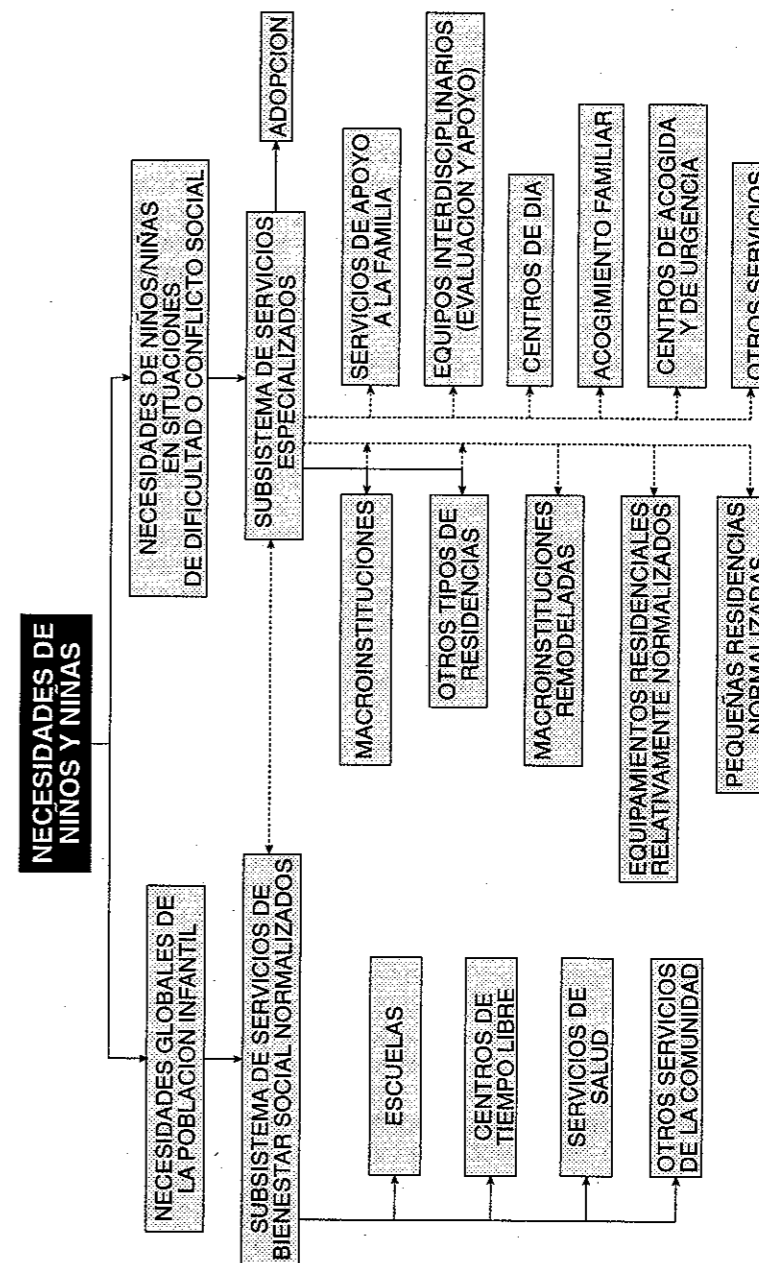 NECESIDADES DE
NIÑOS Y NIÑAS
NECESIDADES GLOBALES DE
LA POBLACION INFANTIL
SUBSISTEMA DE SERVICIOS DE
BIENESTAR SOCIAL NORMALIZADOS
ESCUELAS
CENTROS DE
TIEMPO LIBRE
SERVICIOS DE
SALUD
OTROS SERVICIOS
DE LA COMUNIDAD
NECESIDADES DE NIÑOS/NIÑAS
EN SITUACIONES
DE DIFICULTAD O CONFLICTO SOCIAL
SUBSISTEMA DE SERVICIOS
ESPECIALIZADOS
ADOPCION
MACROINSTITUCIONES
OTROS TIPOS DE
RESIDENCIAS
MACROINSTITUCIONES
REMODELADAS
EQUIPAMIENTOS RESIDENCIALES
RELATIVAMENTE NORMALIZADOS
PEQUEÑAS RESIDENCIAS
NORMALIZADAS
SERVICIOS DE APOYO
A LA FAMILIA
EQUIPOS INTERDISCIPLINARIOS
(EVALUACION Y APOYO)
CENTROS DE DIA
ACOGIMIENTO FAMILIAR
CENTROS DE ACOGIDA
Y DE URGENCIA
OTROS SERVICIOS